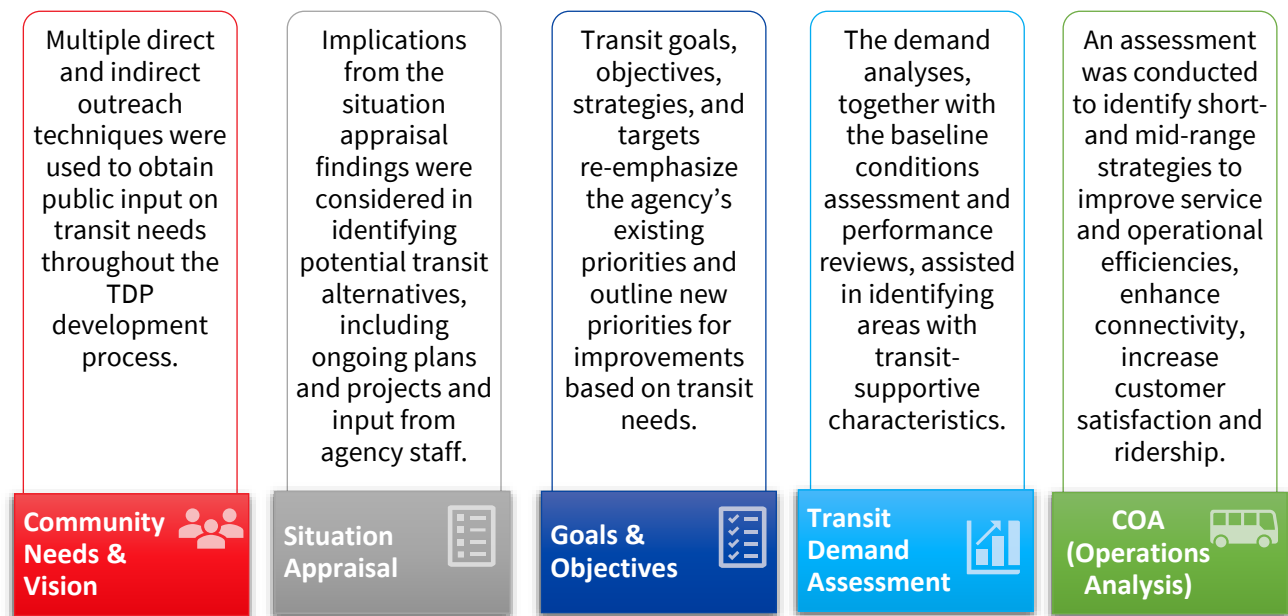 Multiple direct
and indirect
outreach
techniques were
used to obtain
public input on
transit needs
throughout the
TDP
development
process.
Community
Needs &
Vision
Implications
from the
situation
appraisal
findings were
considered in
identifying
potential transit
alternatives,
including
ongoing plans
and projects and
input from
agency staff.
Situation
Appraisal
Transit goals,
objectives,
strategies, and
targets
re-emphasize
the agency’s
existing
priorities and
outline new
priorities for
improvements
based on transit
needs.
Goals &
Objectives
The demand
analyses,
together with
the baseline
conditions
assessment and
performance
reviews, assisted
in identifying
areas with
transit-
supportive
characteristics.
Transit
Demand
Assessment
An assessment
was conducted
to identify short-
and mid-range
strategies to
improve service
and operational
efficiencies,
enhance
connectivity,
increase
customer
satisfaction and
ridership.
COA
(Operations
Analysis)